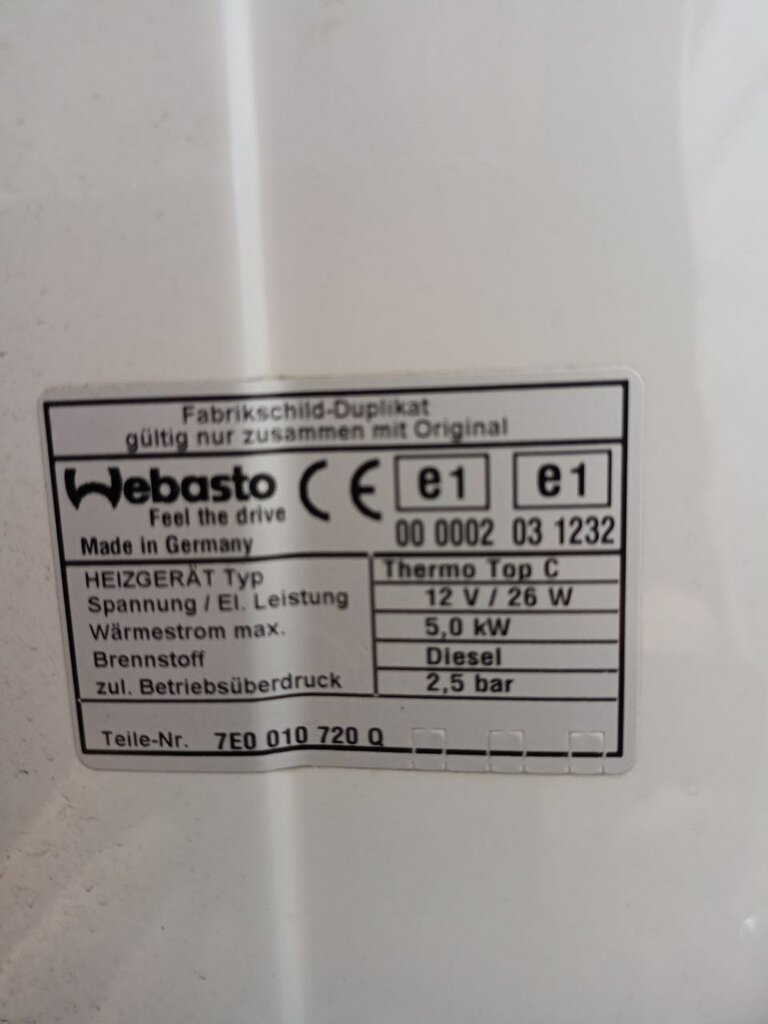 Fabrikschild-Duplikat
gültig nur zusammen mit Original
Webasto CE e1 e1
Feel the drive
Made in Germany 00 0002 03 1232
HEIZGERÄT Typ Thermo Top C
Spannung / El. Leistung 12 V / 26 W
Wärmestrom max. 5,0 kW
Brennstoff Diesel
zul. Betriebsüberdruck 2,5 bar
Teile-Nr. 7E0 010 720 Q